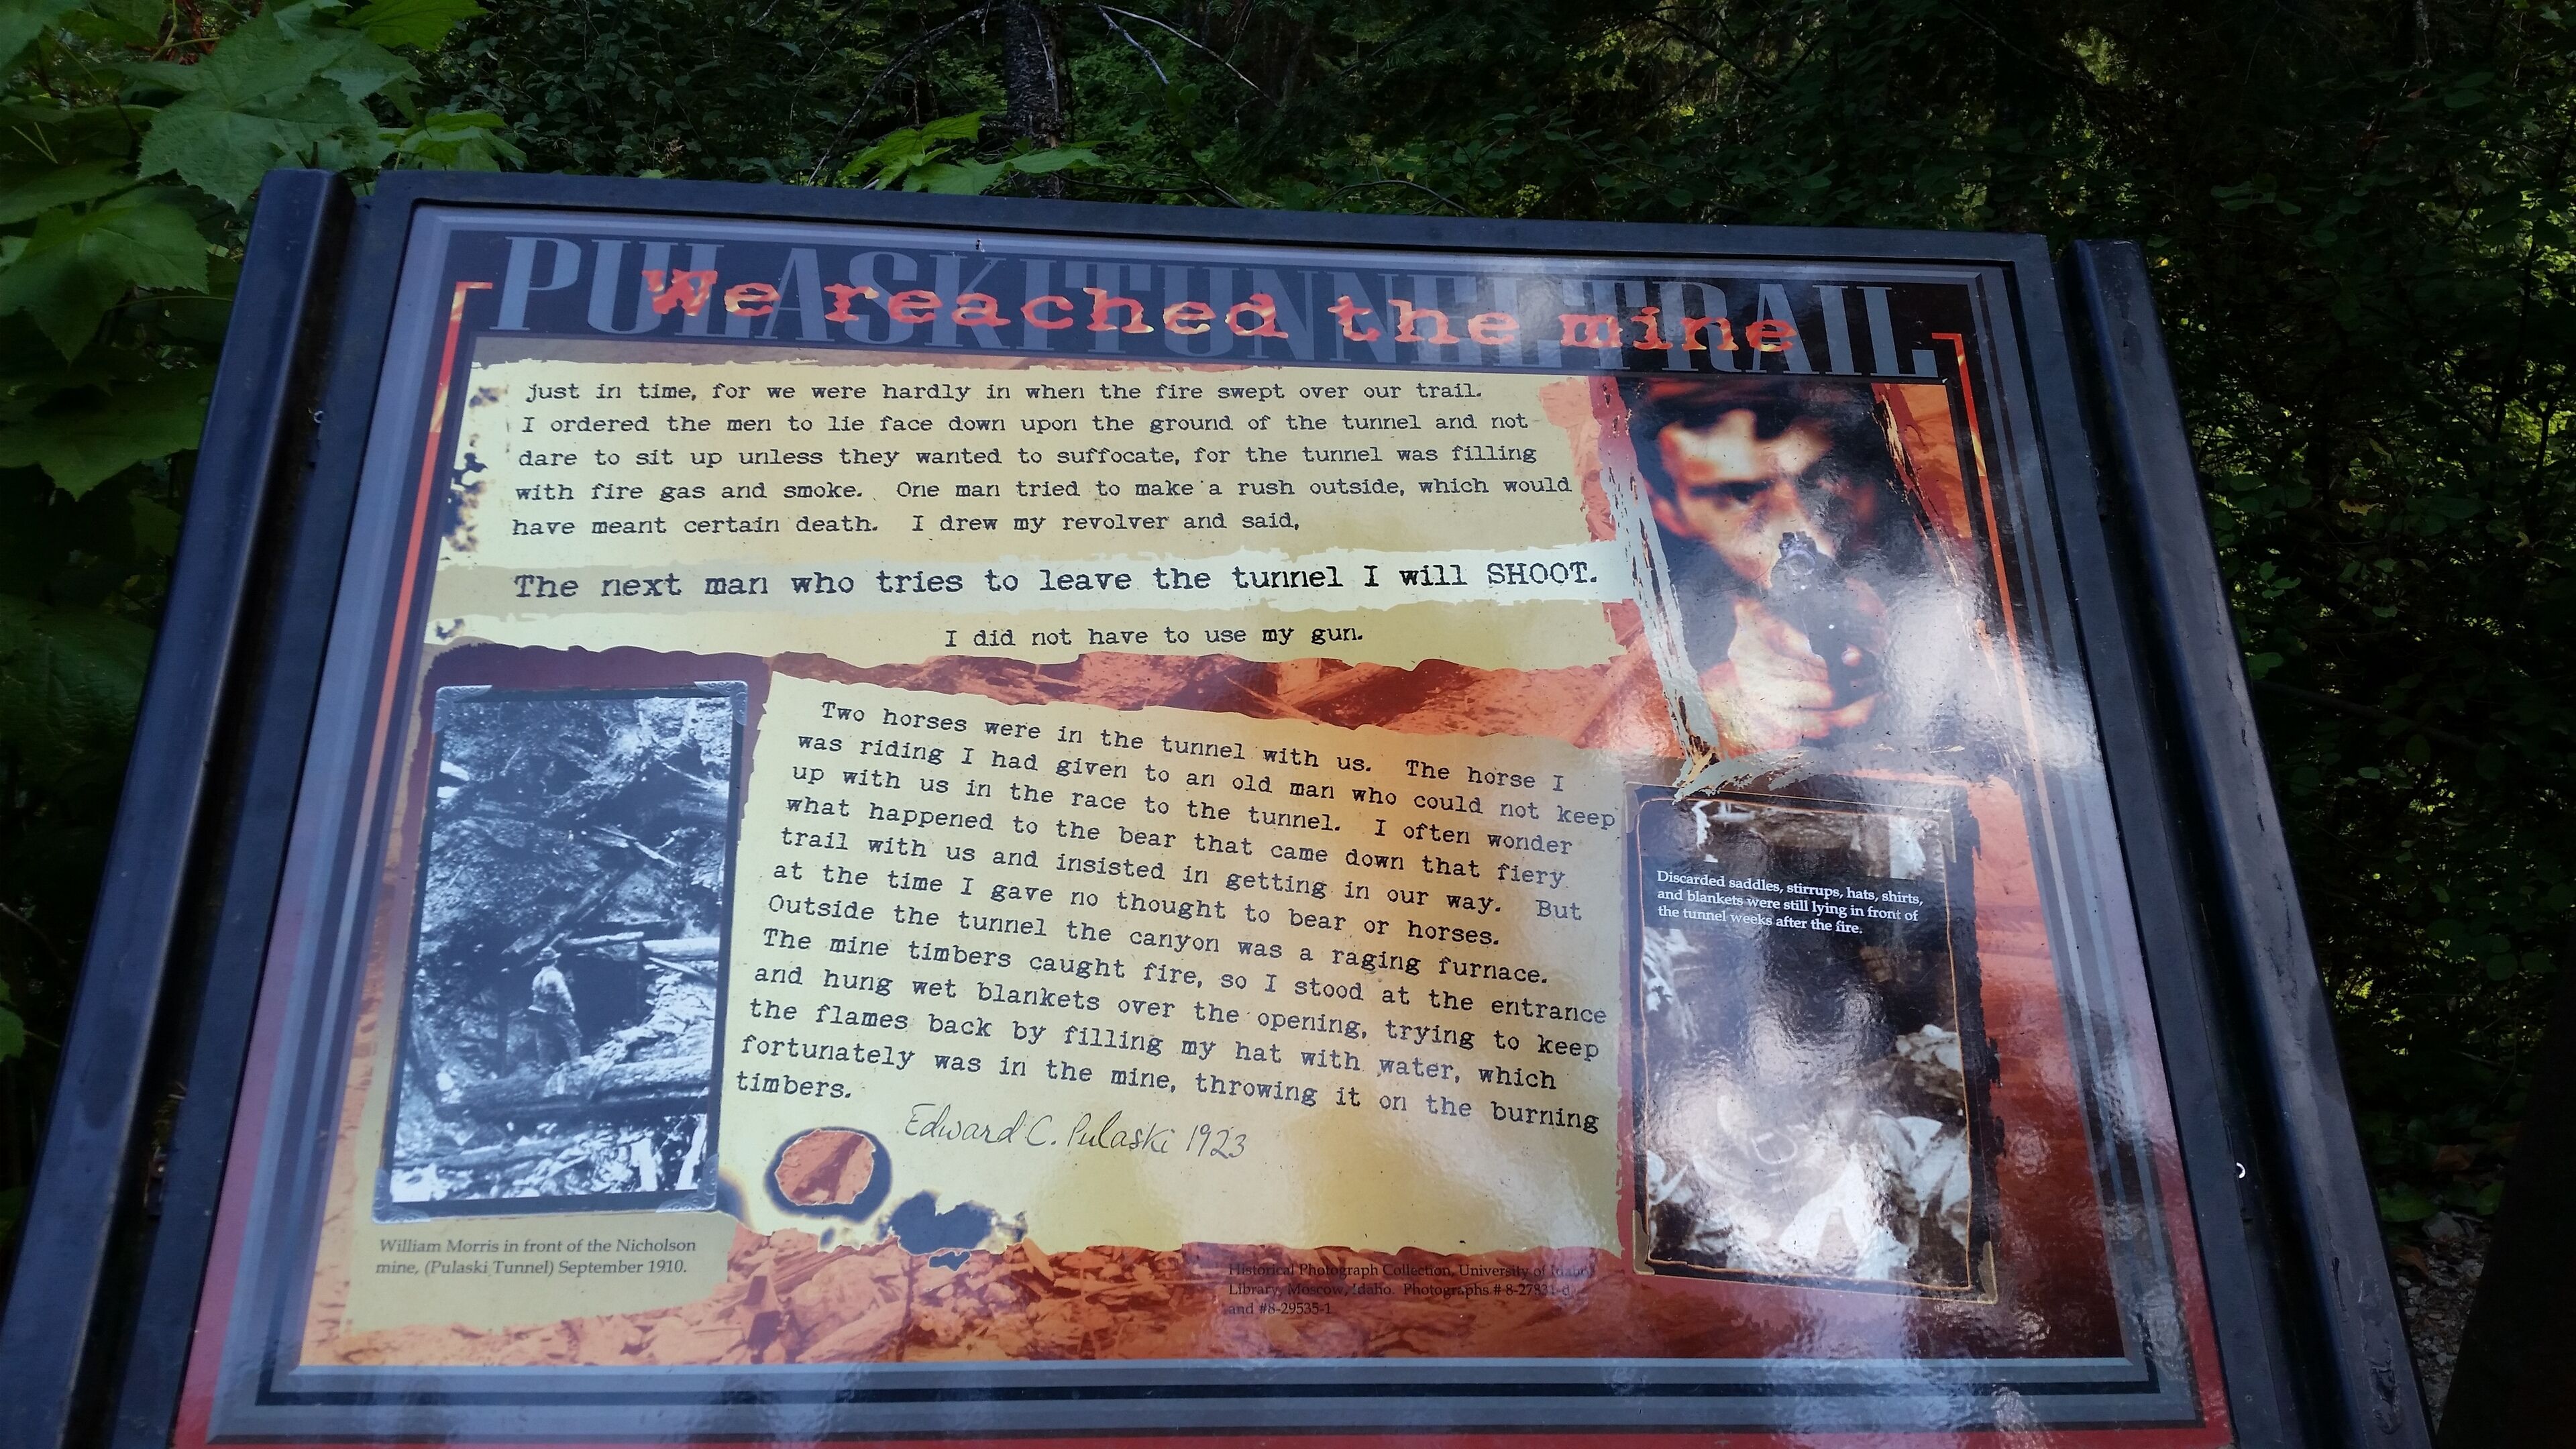 PULASKI TUNNEL TRAIL
We reached the mine
just in time, for we were hardly in when the fire swept over our trail.
I ordered the men to lie face down upon the ground of the tunnel and not
dare to sit up unless they wanted to suffocate, for the tunnel was filling
with fire gas and smoke. One man tried to make a rush outside, which would
have meant certain death. I drew my revolver and said,
The next man who tries to leave the tunnel I will SHOOT.
I did not have to use my gun.
Two horses were in the tunnel with us. The horse I
was riding I had given to an old man who could not keep
up with us in the race to the tunnel. I often wonder
what happened to the bear that came down that fiery
trail with us and insisted in getting in our way. But
at the time I gave no thought to bear or horses.
Outside the tunnel the canyon was a raging furnace.
The mine timbers caught fire, so I stood at the entrance
and hung wet blankets over the opening, trying to keep
the flames back by filling my hat with water, which
fortunately was in the mine, throwing it on the burning
timbers.
Edward C. Pulaski 1923
Discarded saddles, stirrups, hats, shirts,
and blankets were still lying in front of
the tunnel weeks after the fire.
William Morris in front of the Nicholson
mine, (Pulaski Tunnel) September 1910.
Historical Photograph Collection, University of Idaho
Library, Moscow, Idaho. Photographs #
and #8-29535-1